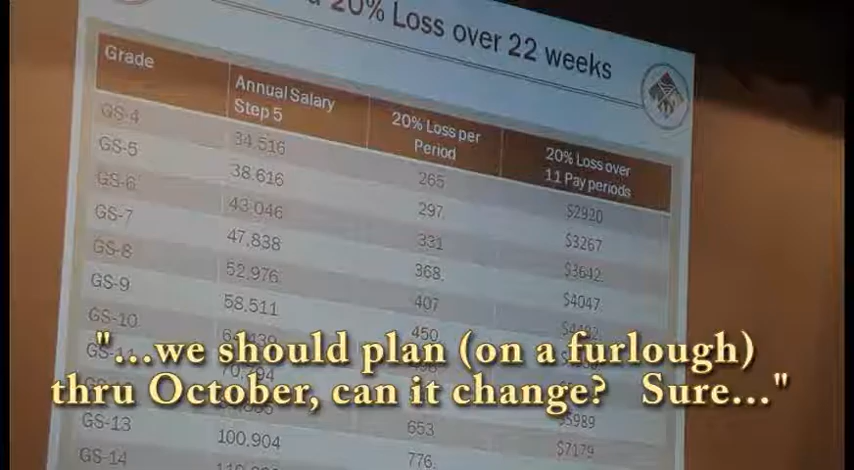 20% Loss over 22 weeks
Grade Annual Salary Step 5 20% Loss per Period 20% Loss over 11 Pay periods
GS-4 34.516 265 $2920
GS-5 38.616 297 $3267
GS-6 43.046 331 $3642
GS-7 47.838 368 $4047
GS-8 52.976 407
GS-9 58.511 450
GS-10
70.794
653 $7179
GS-13 100.904 776
GS-14
"...we should plan (on a furlough)
thru October, can it change? Sure..."